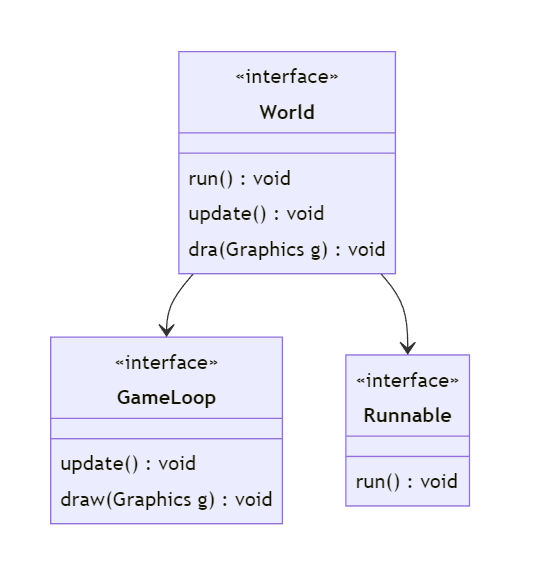 «interface»
World
run() : void
update() : void
dra(Graphics g) : void
«interface»
GameLoop
update() : void
draw(Graphics g) : void
«interface»
Runnable
run() : void